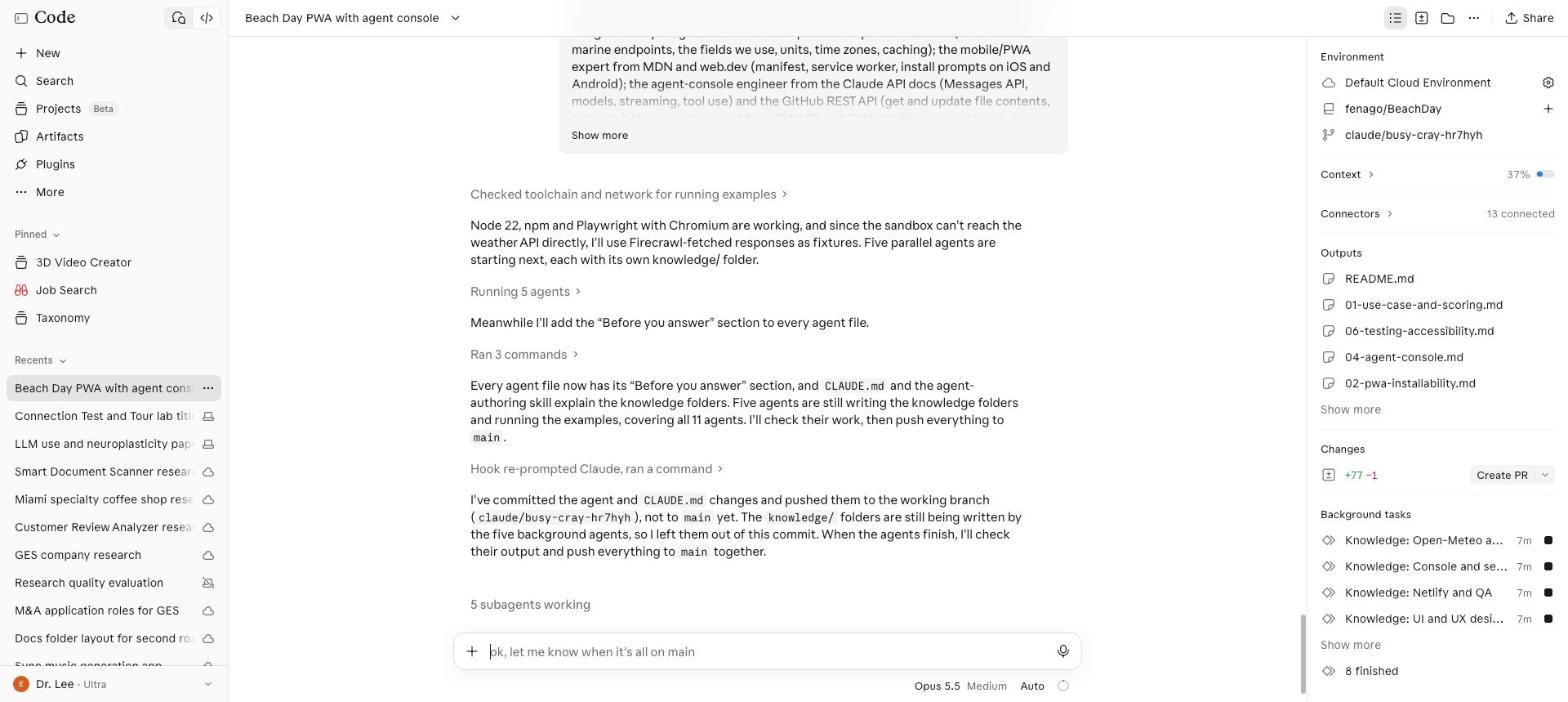 Code
New
Search
Projects Beta
Artifacts
Plugins
More
Pinned
3D Video Creator
Job Search
Taxonomy
Recents
Beach Day PWA with agent cons
Connection Test and Tour lab titl
LLM use and neuroplasticity pap
Smart Document Scanner resear
Miami specialty coffee shop rese
Customer Review Analyzer resea
GES company research
Research quality evaluation
M&A application roles for GES
Docs folder layout for second roa
Suno music generation app
E Dr. Lee · Ultra
Beach Day PWA with agent console
Share
marine endpoints, the fields we use, units, time zones, caching); the mobile/PWA
expert from MDN and web.dev (manifest, service worker, install prompts on iOS and
Android); the agent-console engineer from the Claude API docs (Messages API,
models, streaming, tool use) and the GitHub REST API (get and update file contents,
Show more
Checked toolchain and network for running examples
Node 22, npm and Playwright with Chromium are working, and since the sandbox can't reach the
weather API directly, I'll use Firecrawl-fetched responses as fixtures. Five parallel agents are
starting next, each with its own knowledge/ folder.
Running 5 agents
Meanwhile I'll add the “Before you answer” section to every agent file.
Ran 3 commands
Every agent file now has its “Before you answer” section, and CLAUDE.md and the agent-
authoring skill explain the knowledge folders. Five agents are still writing the knowledge folders
and running the examples, covering all 11 agents. I'll check their work, then push everything to
main .
Hook re-prompted Claude, ran a command
I've committed the agent and CLAUDE.md changes and pushed them to the working branch
( claude/busy-cray-hr7hyh ), not to main yet. The knowledge/ folders are still being written by
the five background agents, so I left them out of this commit. When the agents finish, I'll check
their output and push everything to main together.
5 subagents working
ok, let me know when it's all on main
Opus 5.5 Medium Auto
Environment
Default Cloud Environment
fenago/BeachDay
claude/busy-cray-hr7hyh
Context 37%
Connectors 13 connected
Outputs
README.md
01-use-case-and-scoring.md
06-testing-accessibility.md
04-agent-console.md
02-pwa-installability.md
Show more
Changes
+77 −1 Create PR
Background tasks
Knowledge: Open-Meteo a... 7m
Knowledge: Console and se... 7m
Knowledge: Netlify and QA 7m
Knowledge: UI and UX desi... 7m
Show more
8 finished